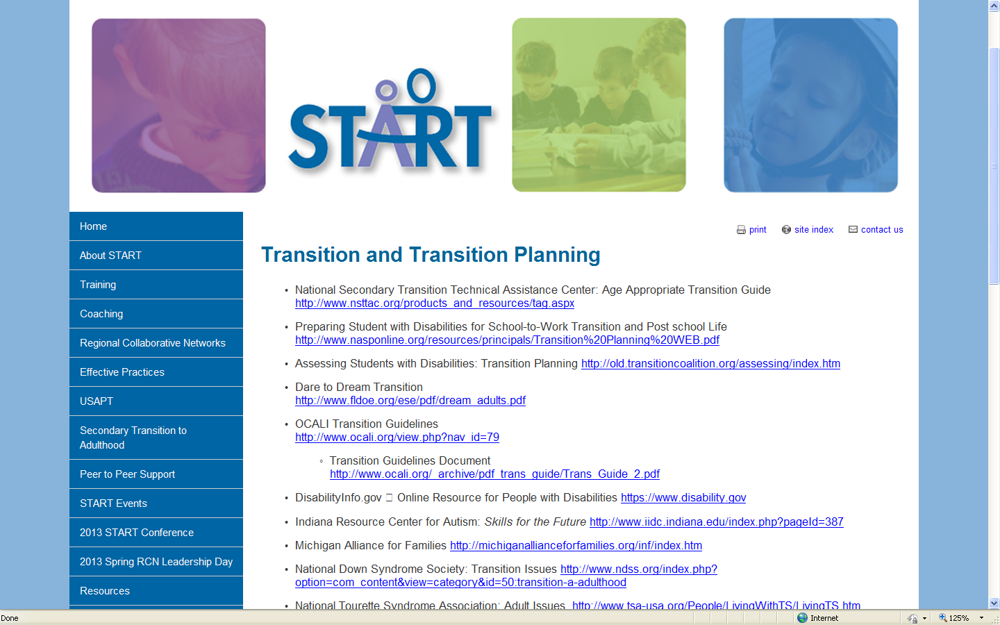 START
Home
About START
Training
Coaching
Regional Collaborative Networks
Effective Practices
USAPT
Secondary Transition to
Adulthood
Peer to Peer Support
START Events
2013 START Conference
2013 Spring RCN Leadership Day
Resources
print
site index
contact us
Transition and Transition Planning
• National Secondary Transition Technical Assistance Center: Age Appropriate Transition Guide
http://www.nsttac.org/products_and_resources/tag.aspx
• Preparing Student with Disabilities for School-to-Work Transition and Post school Life
http://www.nasponline.org/resources/principals/Transition%20Planning%20WEB.pdf
• Assessing Students with Disabilities: Transition Planning http://old.transitioncoalition.org/assessing/index.htm
• Dare to Dream Transition
http://www.fldoe.org/ese/pdf/dream_adults.pdf
• OCALI Transition Guidelines
http://www.ocali.org/view.php?nav_id=79
◦ Transition Guidelines Document
http://www.ocali.org/_archive/pdf_trans_guide/Trans_Guide_2.pdf
• DisabilityInfo.gov □ Online Resource for People with Disabilities https://www.disability.gov
• Indiana Resource Center for Autism: Skills for the Future http://www.iidc.indiana.edu/index.php?pageId=387
• Michigan Alliance for Families http://michiganallianceforfamilies.org/inf/index.htm
• National Down Syndrome Society: Transition Issues http://www.ndss.org/index.php?
option=com_content&view=category&id=50:transition-a-adulthood
• National Tourette Syndrome Association: Adult Issues http://www.tsa-usa.org/People/LivingWithTS/LivingTS.htm
Done
Internet
125%